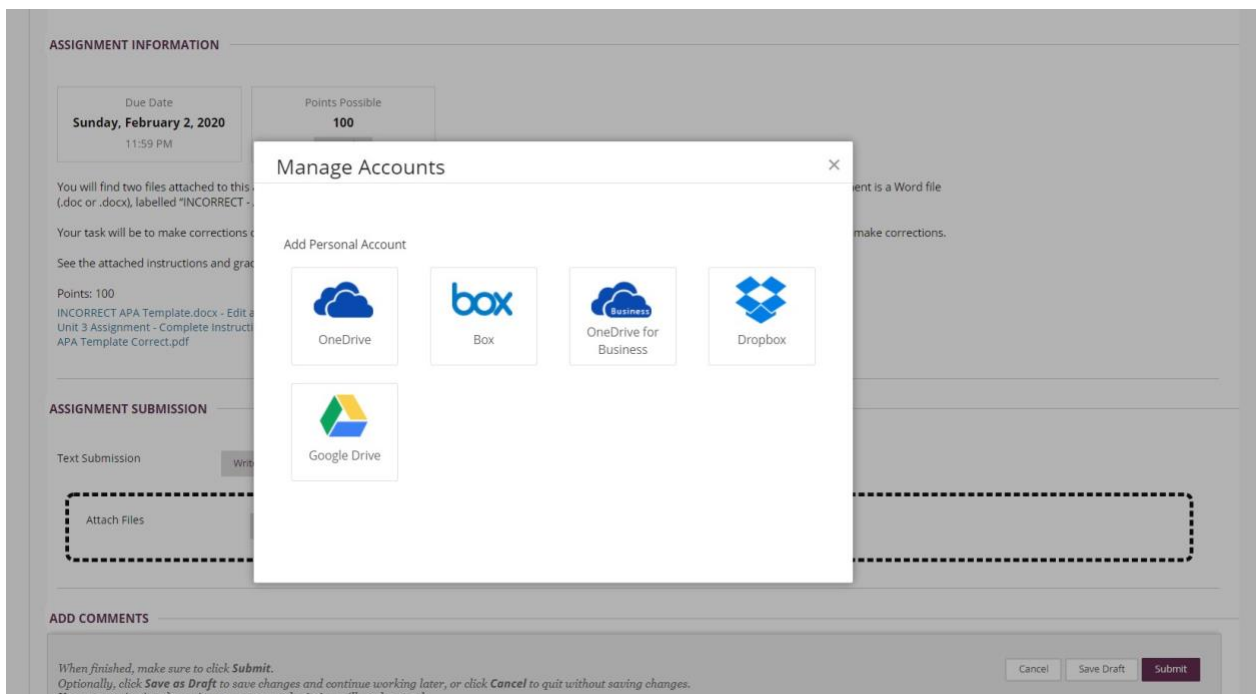 ASSIGNMENT INFORMATION
Due Date
Sunday, February 2, 2020
11:59 PM
Points Possible
100
You will find two files attached to this
ent is a Word file
(.doc or .docx), labelled "INCORRECT -
Your task will be to make corrections
make corrections.
See the attached instructions and grad
Points: 100
INCORRECT APA Template.docx - Edit a
Unit 3 Assignment - Complete Instructi
APA Template Correct.pdf
Manage Accounts
×
Add Personal Account
OneDrive
box
Box
Business
OneDrive for
Business
Dropbox
Google Drive
ASSIGNMENT SUBMISSION
Text Submission
Writ
Attach Files
ADD COMMENTS
When finished, make sure to click Submit.
Optionally, click Save as Draft to save changes and continue working later, or click Cancel to quit without saving changes.
Cancel
Save Draft
Submit